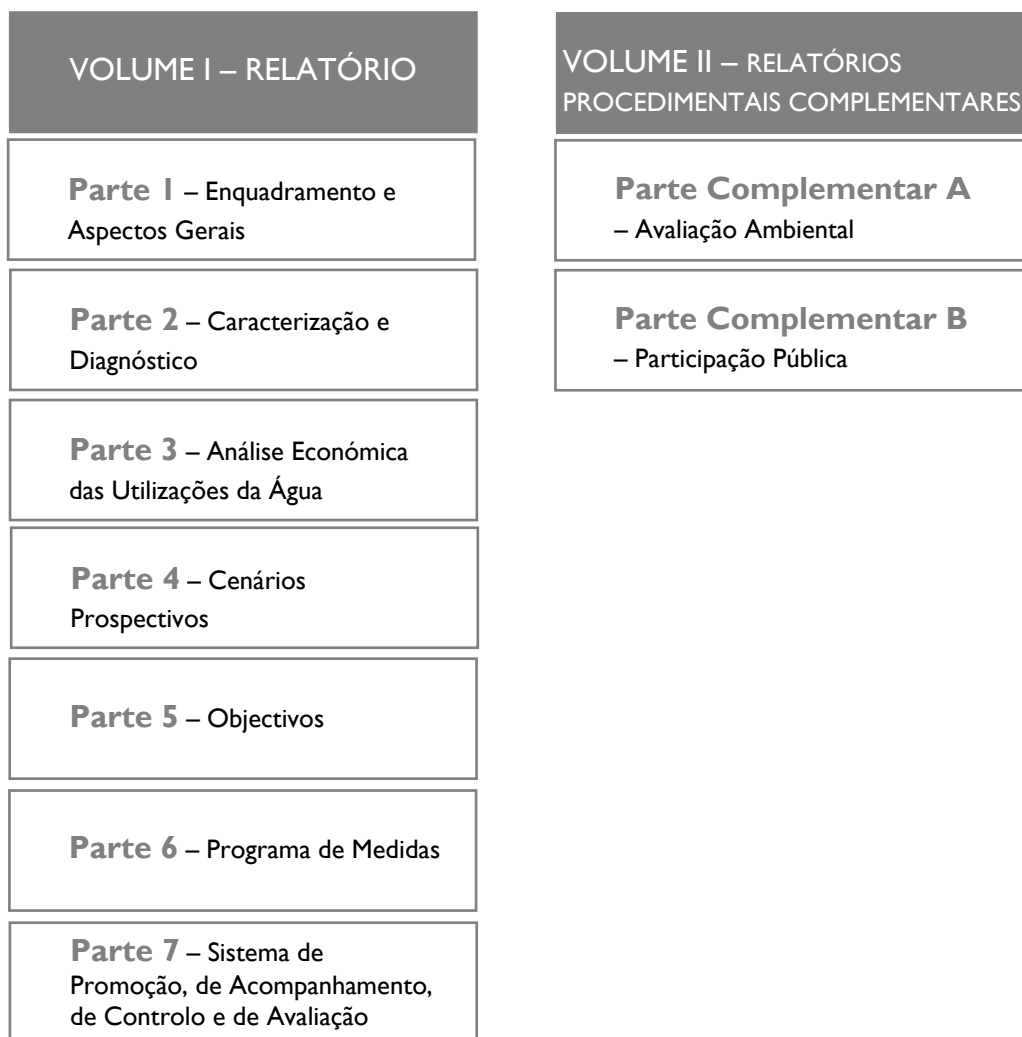 VOLUME I – RELATÓRIO
Parte 1 – Enquadramento e
Aspectos Gerais
Parte 2 – Caracterização e
Diagnóstico
Parte 3 – Análise Económica
das Utilizações da Água
Parte 4 – Cenários
Prospectivos
Parte 5 – Objectivos
Parte 6 – Programa de Medidas
Parte 7 – Sistema de
Promoção, de Acompanhamento,
de Controlo e de Avaliação
VOLUME II – RELATÓRIOS
PROCEDIMENTAIS COMPLEMENTARES
Parte Complementar A
– Avaliação Ambiental
Parte Complementar B
– Participação Pública